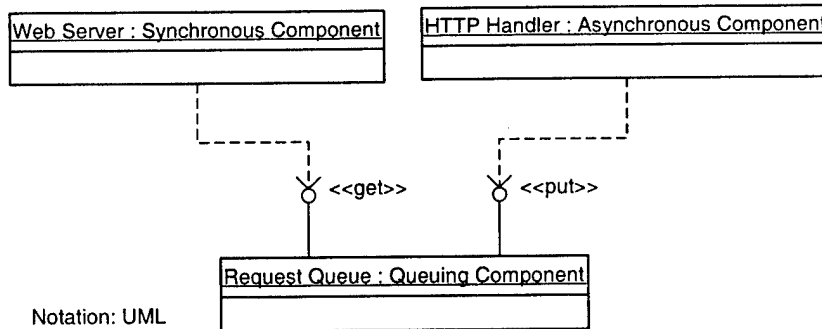 Web Server : Synchronous Component
HTTP Handler : Asynchronous Component
<<get>>
<<put>>
Request Queue : Queuing Component
Notation: UML